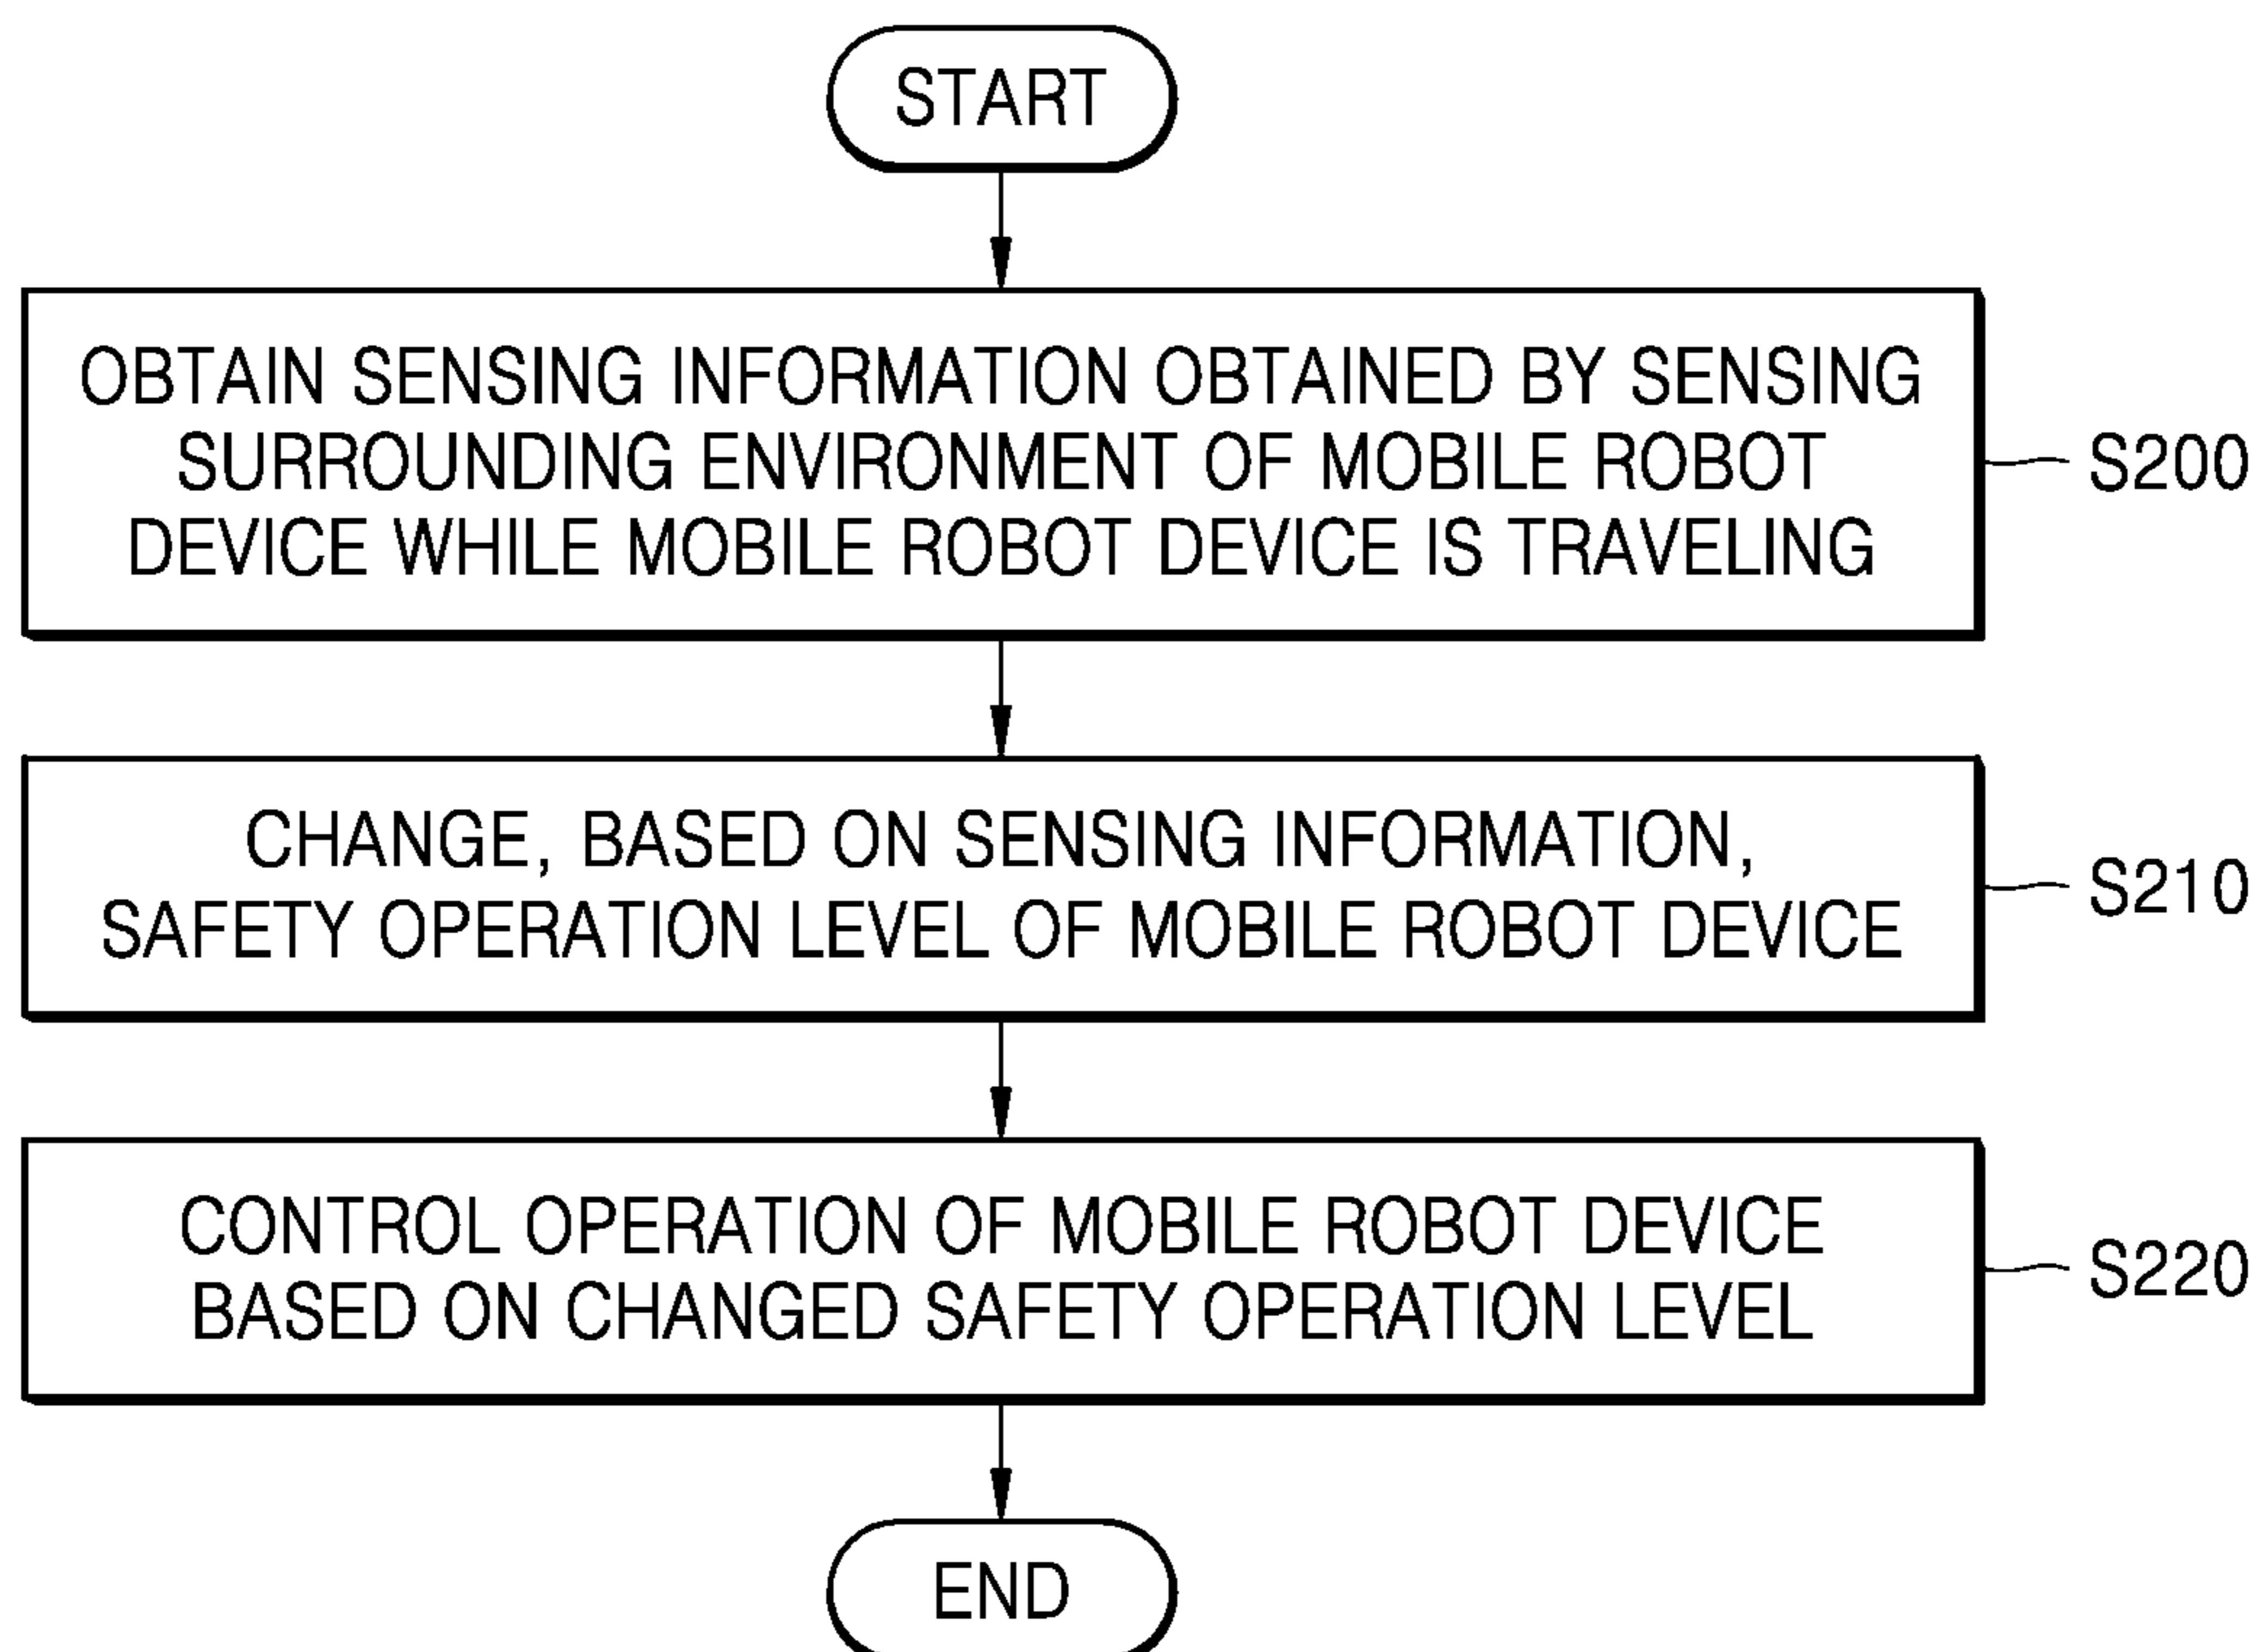 START
OBTAIN SENSING INFORMATION OBTAINED BY SENSING
SURROUNDING ENVIRONMENT OF MOBILE ROBOT
DEVICE WHILE MOBILE ROBOT DEVICE IS TRAVELING
S200
CHANGE, BASED ON SENSING INFORMATION,
SAFETY OPERATION LEVEL OF MOBILE ROBOT DEVICE
S210
CONTROL OPERATION OF MOBILE ROBOT DEVICE
BASED ON CHANGED SAFETY OPERATION LEVEL
S220
END